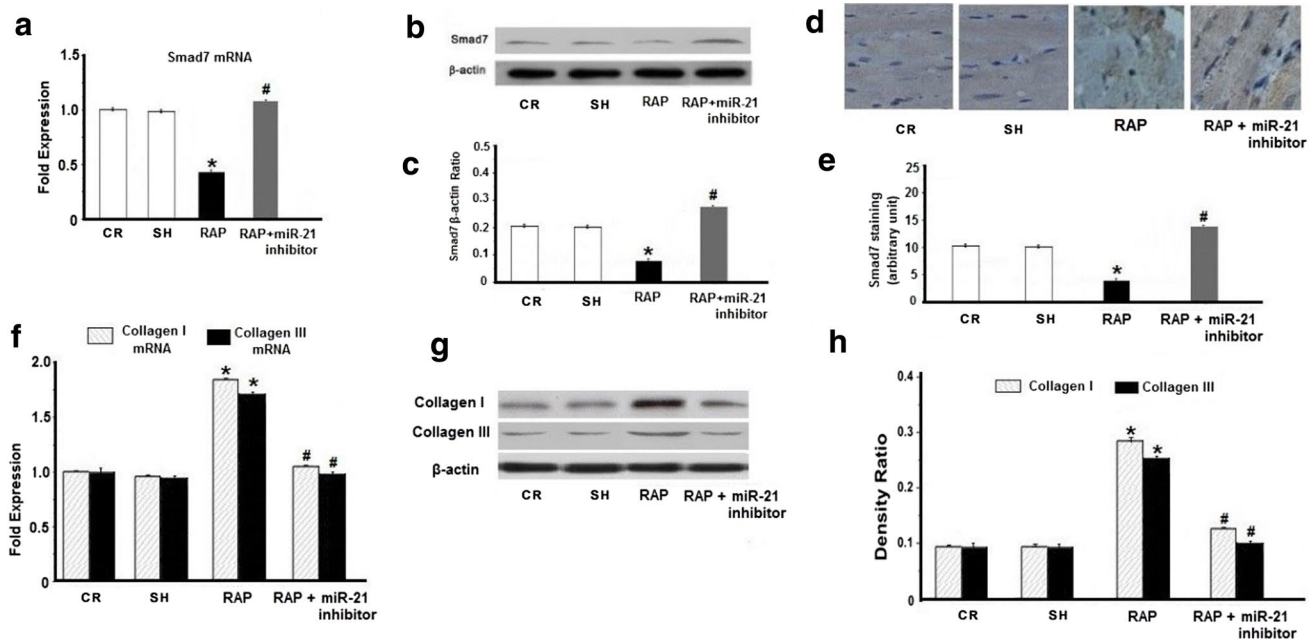 a
Smad7 mRNA
Fold Expression
1.5
1.0
0.5
0
*
#
CR SH RAP RAP+miR-21
inhibitor
b
Smad7
β-actin
CR SH RAP RAP+miR-21
inhibitor
c
Smad7 β-actin Ratio
0.5
0.4
0.3
0.2
0.1
0
*
#
CR SH RAP RAP+miR-21
inhibitor
d
CR SH RAP RAP + miR-21
inhibitor
e
Smad7 staining
(arbitrary unit)
25
20
15
10
5
0
*
#
CR SH RAP RAP + miR-21
inhibitor
f
Collagen I
mRNA
Collagen III
mRNA
Fold Expression
2.0
1.5
1.0
0.5
0
* *
# #
CR SH RAP RAP + miR-21
inhibitor
g
Collagen I
Collagen III
β-actin
CR SH RAP RAP + miR-21
inhibitor
h
Collagen I Collagen III
Density Ratio
0.4
0.3
0.2
0.1
0
* *
# #
CR SH RAP RAP + miR-21
inhibitor